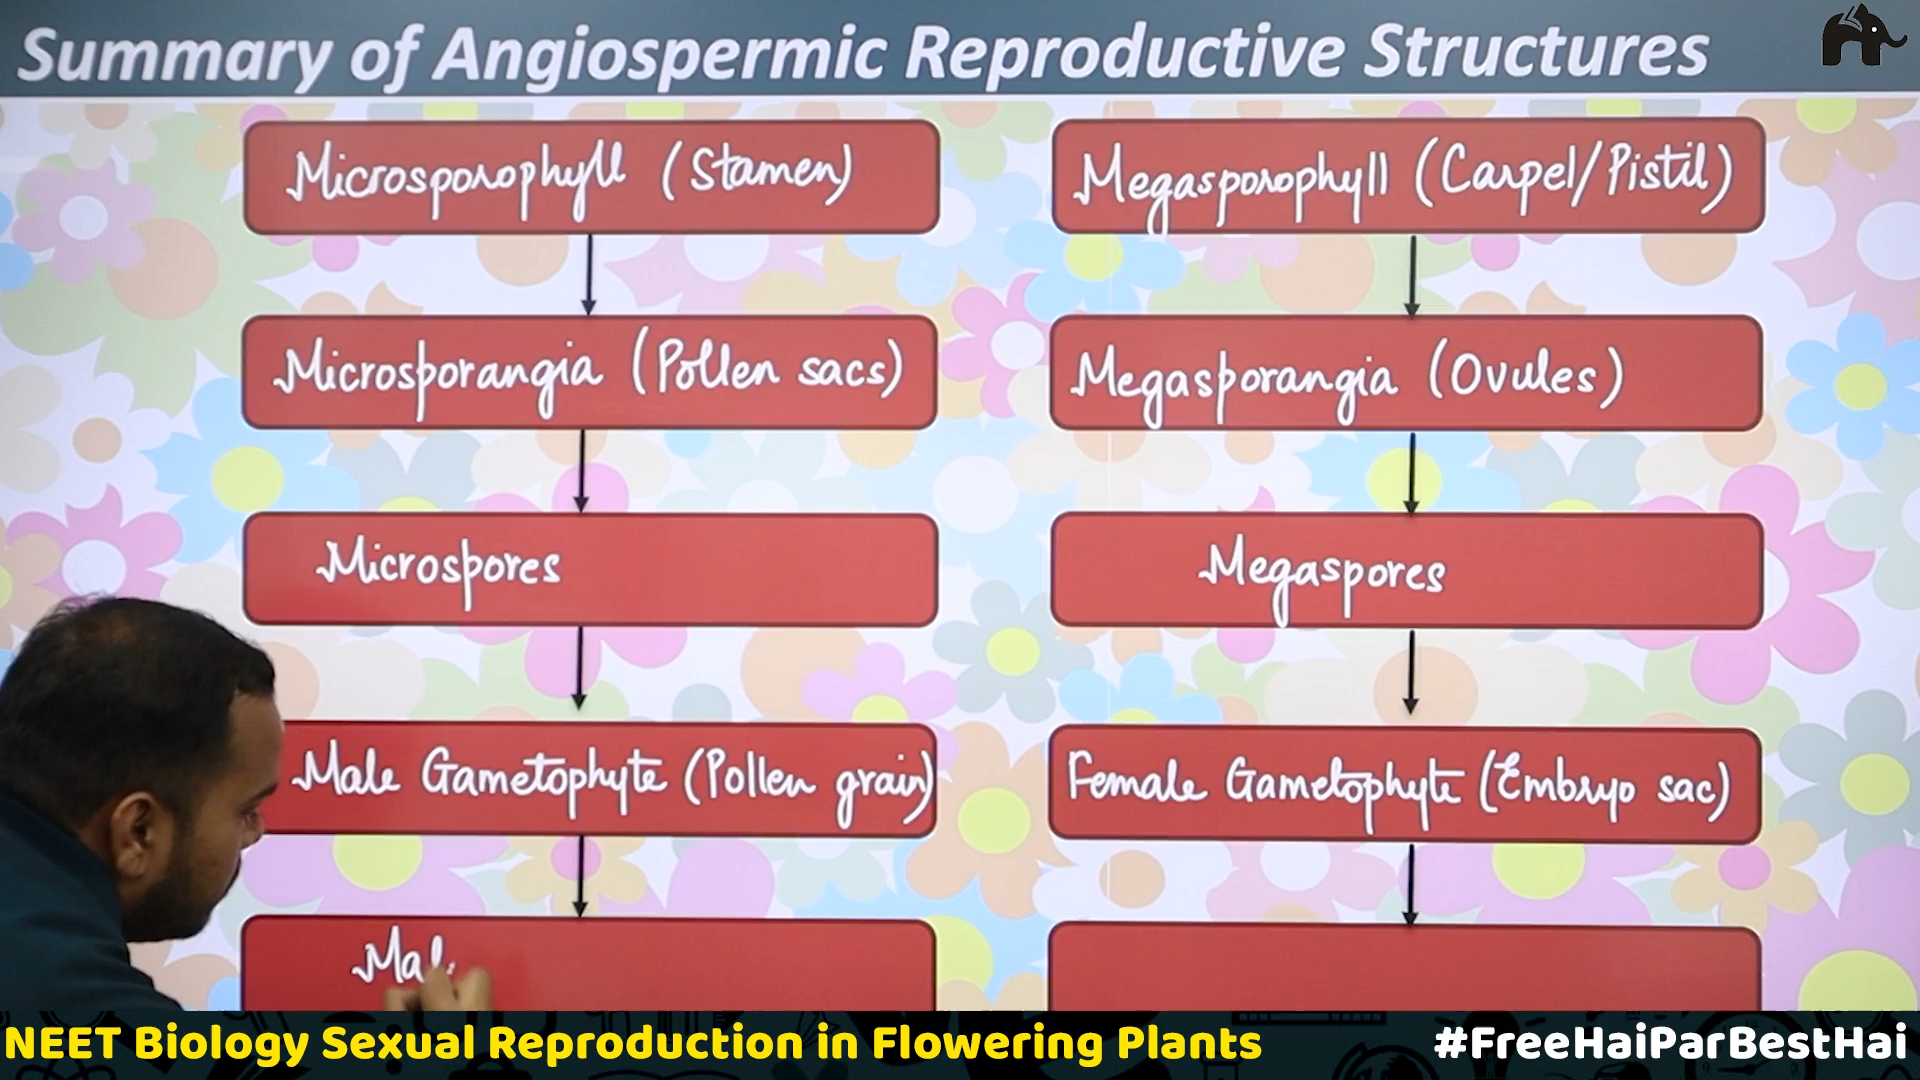 Summary of Angiospermic Reproductive Structures
Microsporophyll (Stamen)
Megasporophyll (Carpel/Pistil)
Microsporangia (Pollen sacs)
Megasporangia (Ovules)
Microspores
Megaspores
Male Gametophyte (Pollen grain)
Female Gametophyte (Embryo sac)
Mal
NEET Biology Sexual Reproduction in Flowering Plants
#FreeHaiParBestHai